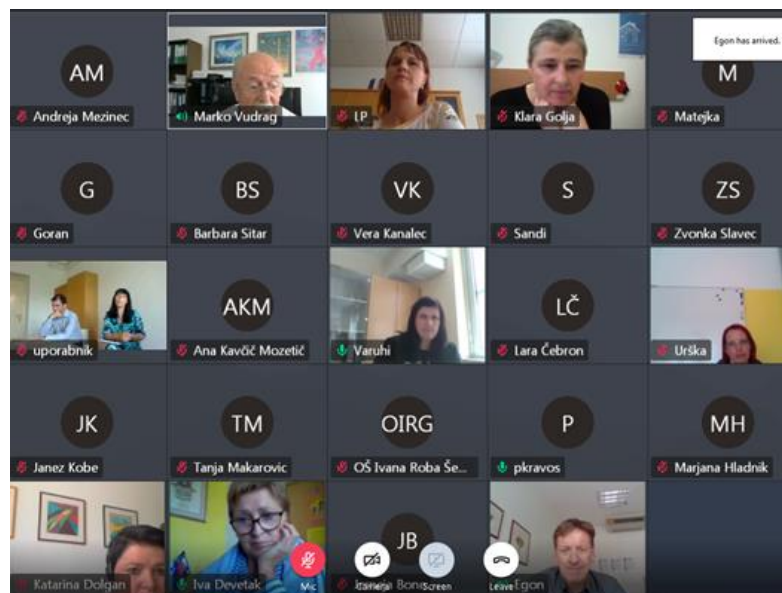 Egon has arrived.
AM
M
Andreja Mezinec
Marko Vudrag
LP
Klara Golja
Matejka
G
BS
VK
S
ZS
Goran
Barbara Sitar
Vera Kanalec
Sandi
Zvonka Slavec
AKM
LČ
uporabnik
Ana Kavčič Mozetič
Varuhi
Lara Čebron
Urška
JK
TM
OIRG
P
MH
Janez Kobe
Tanja Makarovic
OŠ Ivana Roba Še...
pkravos
Marjana Hladnik
JB
Katarina Dolgan
Iva Devetak
Egon
Mic
Camera
Screen
Leave